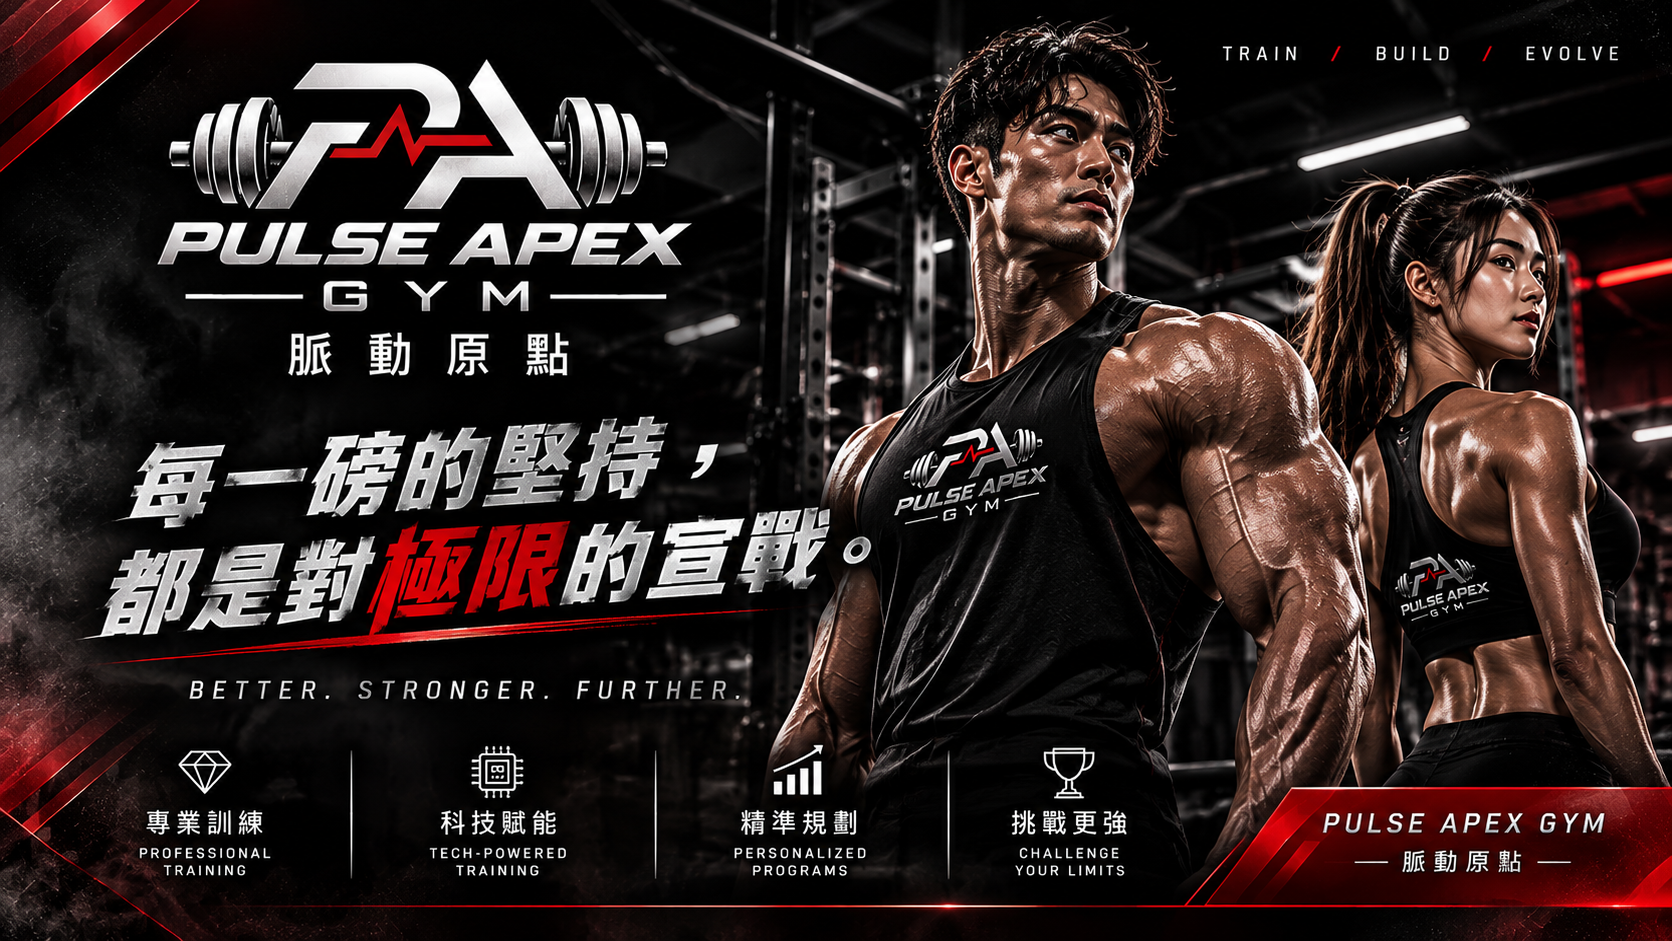 TRAIN / BUILD / EVOLVE
PA
PULSE APEX
GYM
脈動原點
每一磅的堅持，
都是對極限的宣戰。
BETTER. STRONGER. FURTHER.
專業訓練
PROFESSIONAL
TRAINING
科技賦能
TECH-POWERED
TRAINING
精準規劃
PERSONALIZED
PROGRAMS
挑戰更強
CHALLENGE
YOUR LIMITS
PA
PULSE APEX
GYM
PA
PULSE APEX
GYM
PULSE APEX GYM
脈動原點